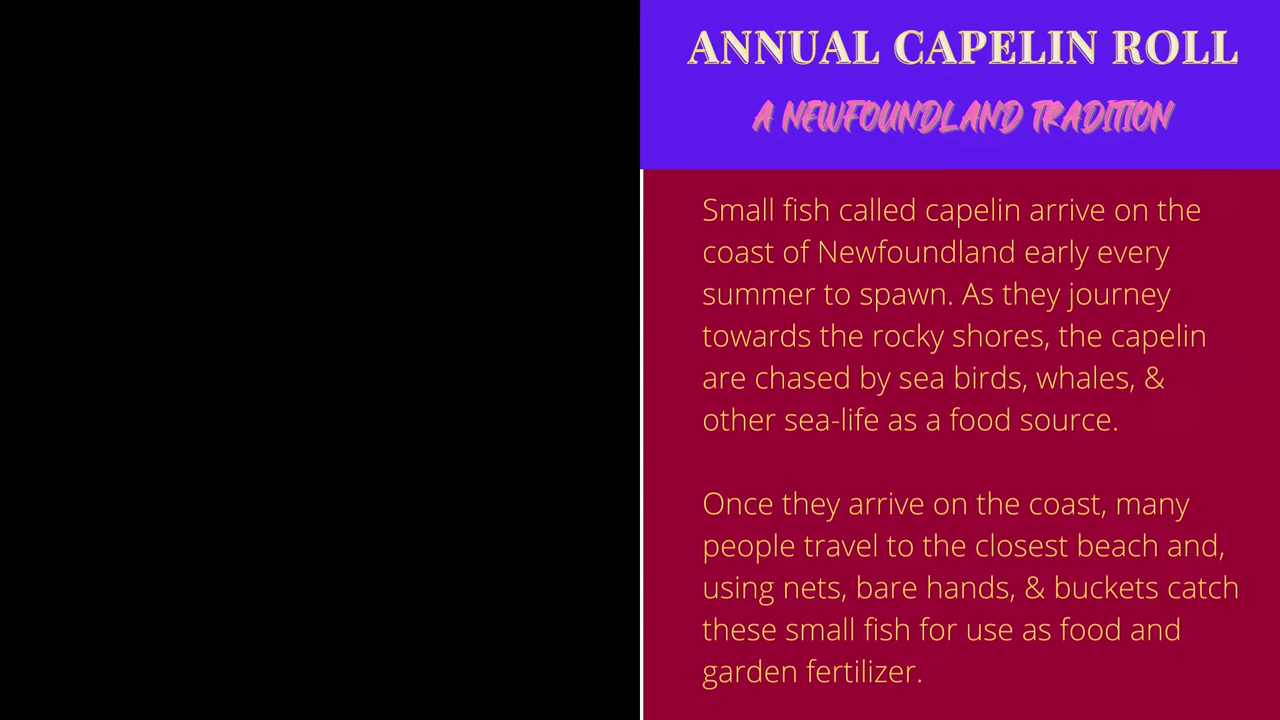 ANNUAL CAPELIN ROLL
A NEWFOUNDLAND TRADITION
Small fish called capelin arrive on the
coast of Newfoundland early every
summer to spawn. As they journey
towards the rocky shores, the capelin
are chased by sea birds, whales, &
other sea-life as a food source.
Once they arrive on the coast, many
people travel to the closest beach and,
using nets, bare hands, & buckets catch
these small fish for use as food and
garden fertilizer.